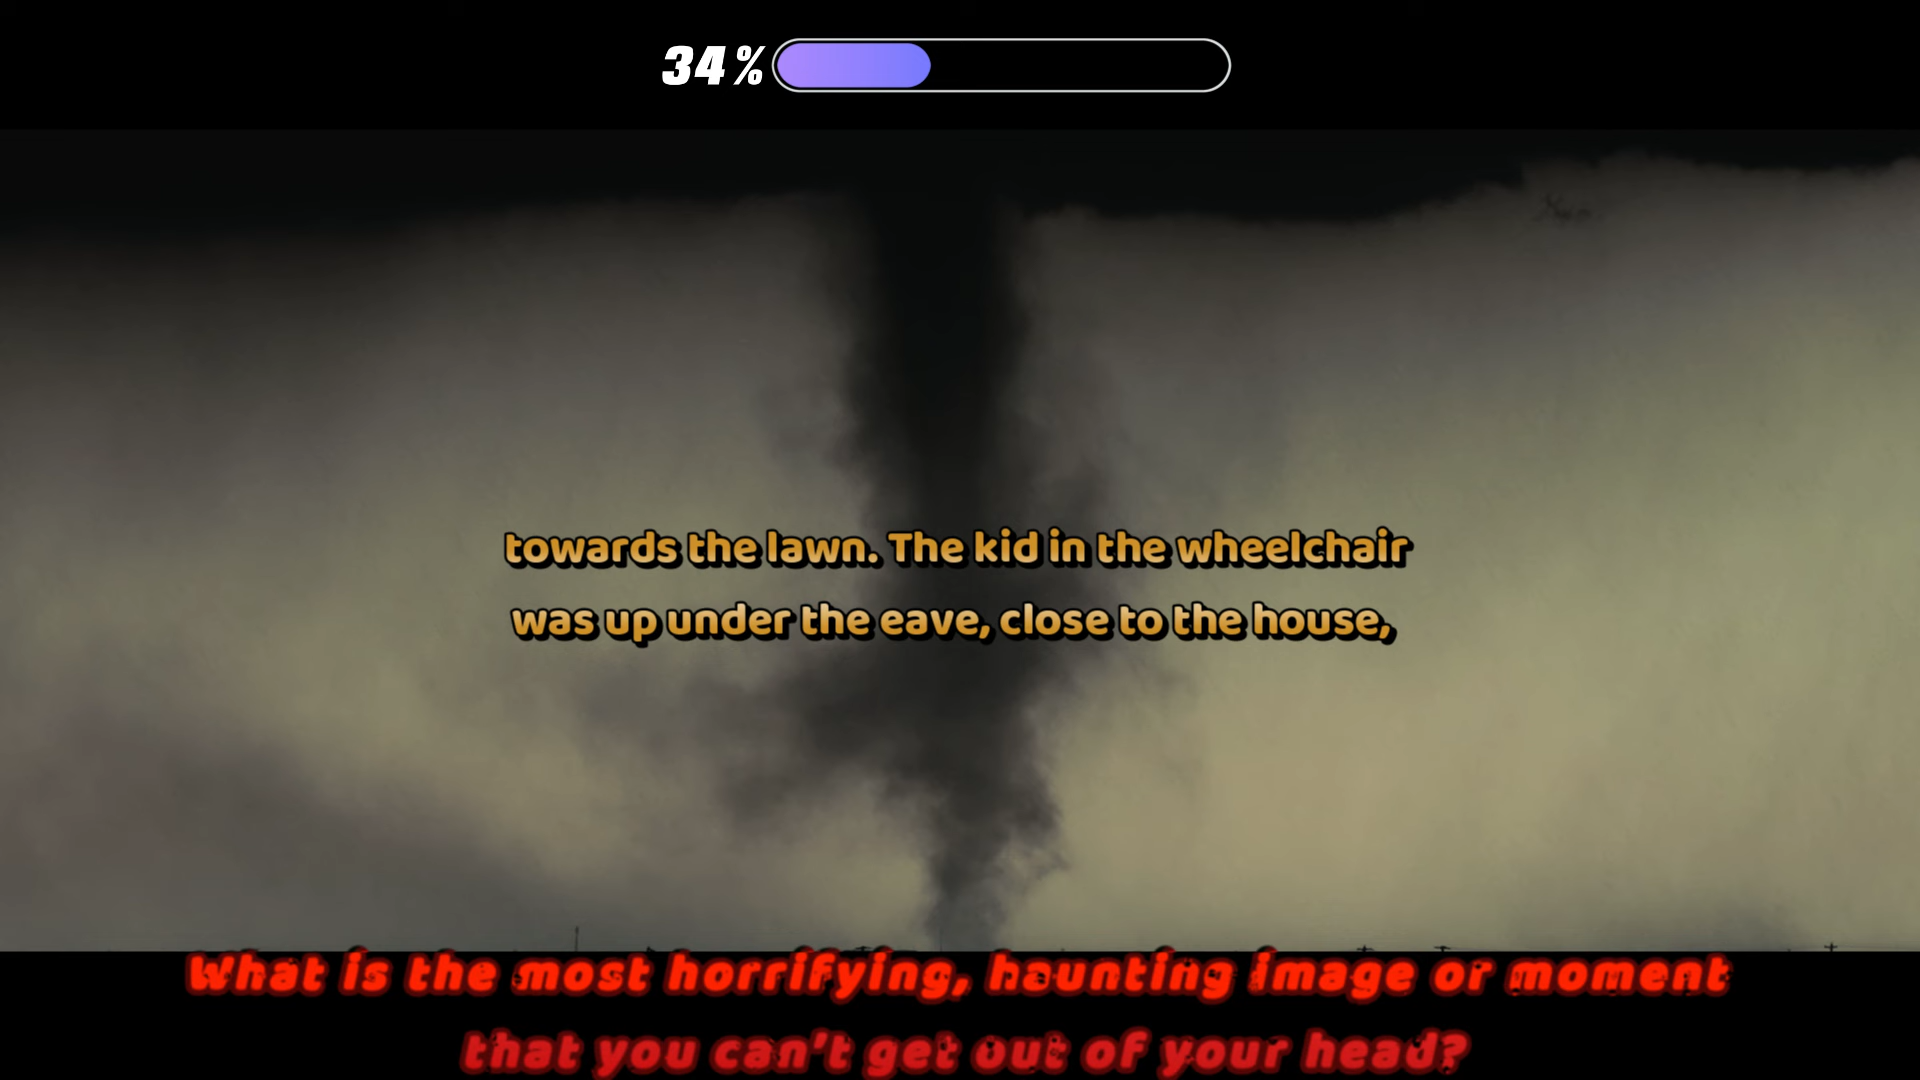 34%
towards the lawn. The kid in the wheelchair
was up under the eave, close to the house,
What is the most horrifying, haunting image or moment
that you can't get out of your head?